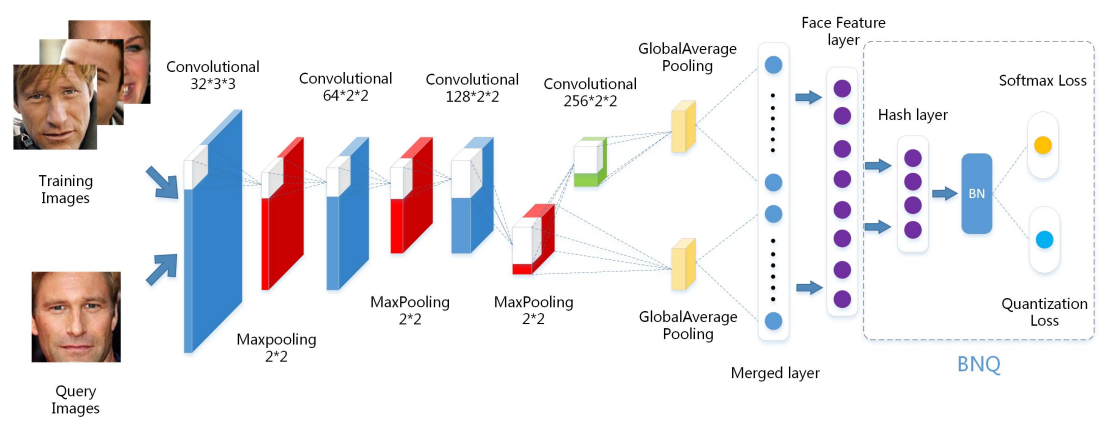 Training
Images
Query
Images
Convolutional
32*3*3
Maxpooling
2*2
Convolutional
64*2*2
MaxPooling
2*2
Convolutional
128*2*2
MaxPooling
2*2
Convolutional
256*2*2
GlobalAverage
Pooling
GlobalAverage
Pooling
Merged layer
Face Feature
layer
Hash layer
BN
Softmax Loss
Quantization
Loss
BNQ